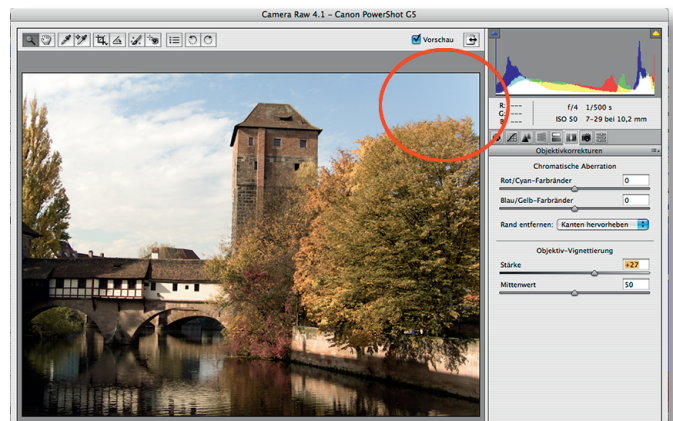 Camera Raw 4.1 – Canon PowerShot G5
Vorschau
R: ---
G: ---
B: ---
f/4 1/500 s
ISO 50 7–29 bei 10,2 mm
Objektivkorrekturen
Chromatische Aberration
Rot/Cyan-Farbränder 0
Blau/Gelb-Farbränder 0
Rand entfernen: Kanten hervorheben
Objektiv-Vignettierung
Stärke +27
Mittenwert 50